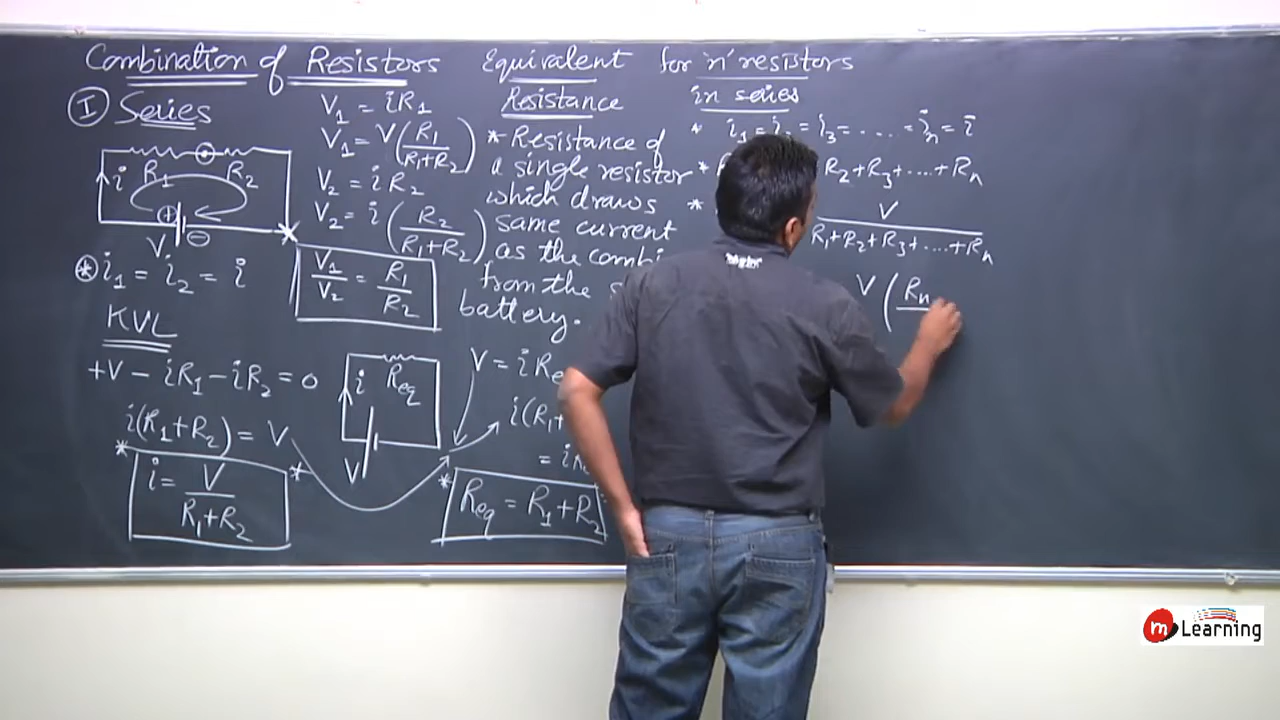 Combination of Resistors
I Series
R1 R2
i
V
i1 = i2 = i
KVL
+V - iR1 - iR2 = 0
i(R1+R2) = V
* i = V/(R1+R2)
V1 = iR1
V1 = V(R1/(R1+R2))
V2 = iR2
V2 = i(R2/(R1+R2))
V1/V2 = R1/R2
i Req
V
Equivalent
Resistance
* Resistance of
a single resistor
which draws
same current
as the combi
from the
battery.
V = iRe
i(R1+
= iR
* Req = R1+R2
for 'n' resistors
in series
* i1 = i2 = i3 = .... = in = i
* R2+R3+....+Rn
* V/(R1+R2+R3+....+Rn)
V (Rn
m Learning